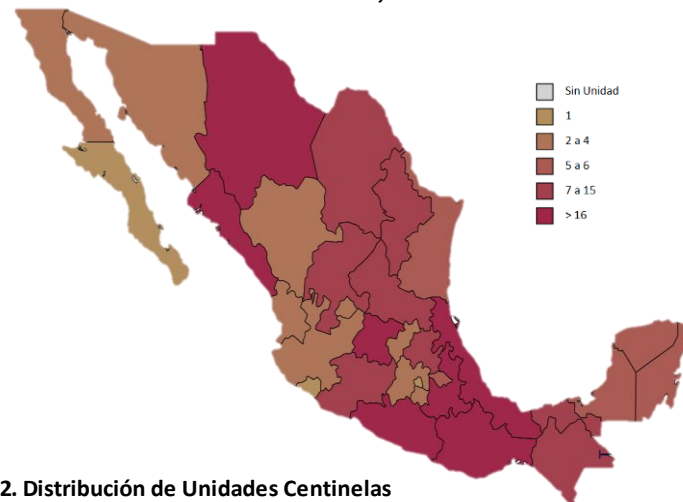 Sin Unidad
1
2 a 4
5 a 6
7 a 15
> 16
2. Distribución de Unidades Centinelas